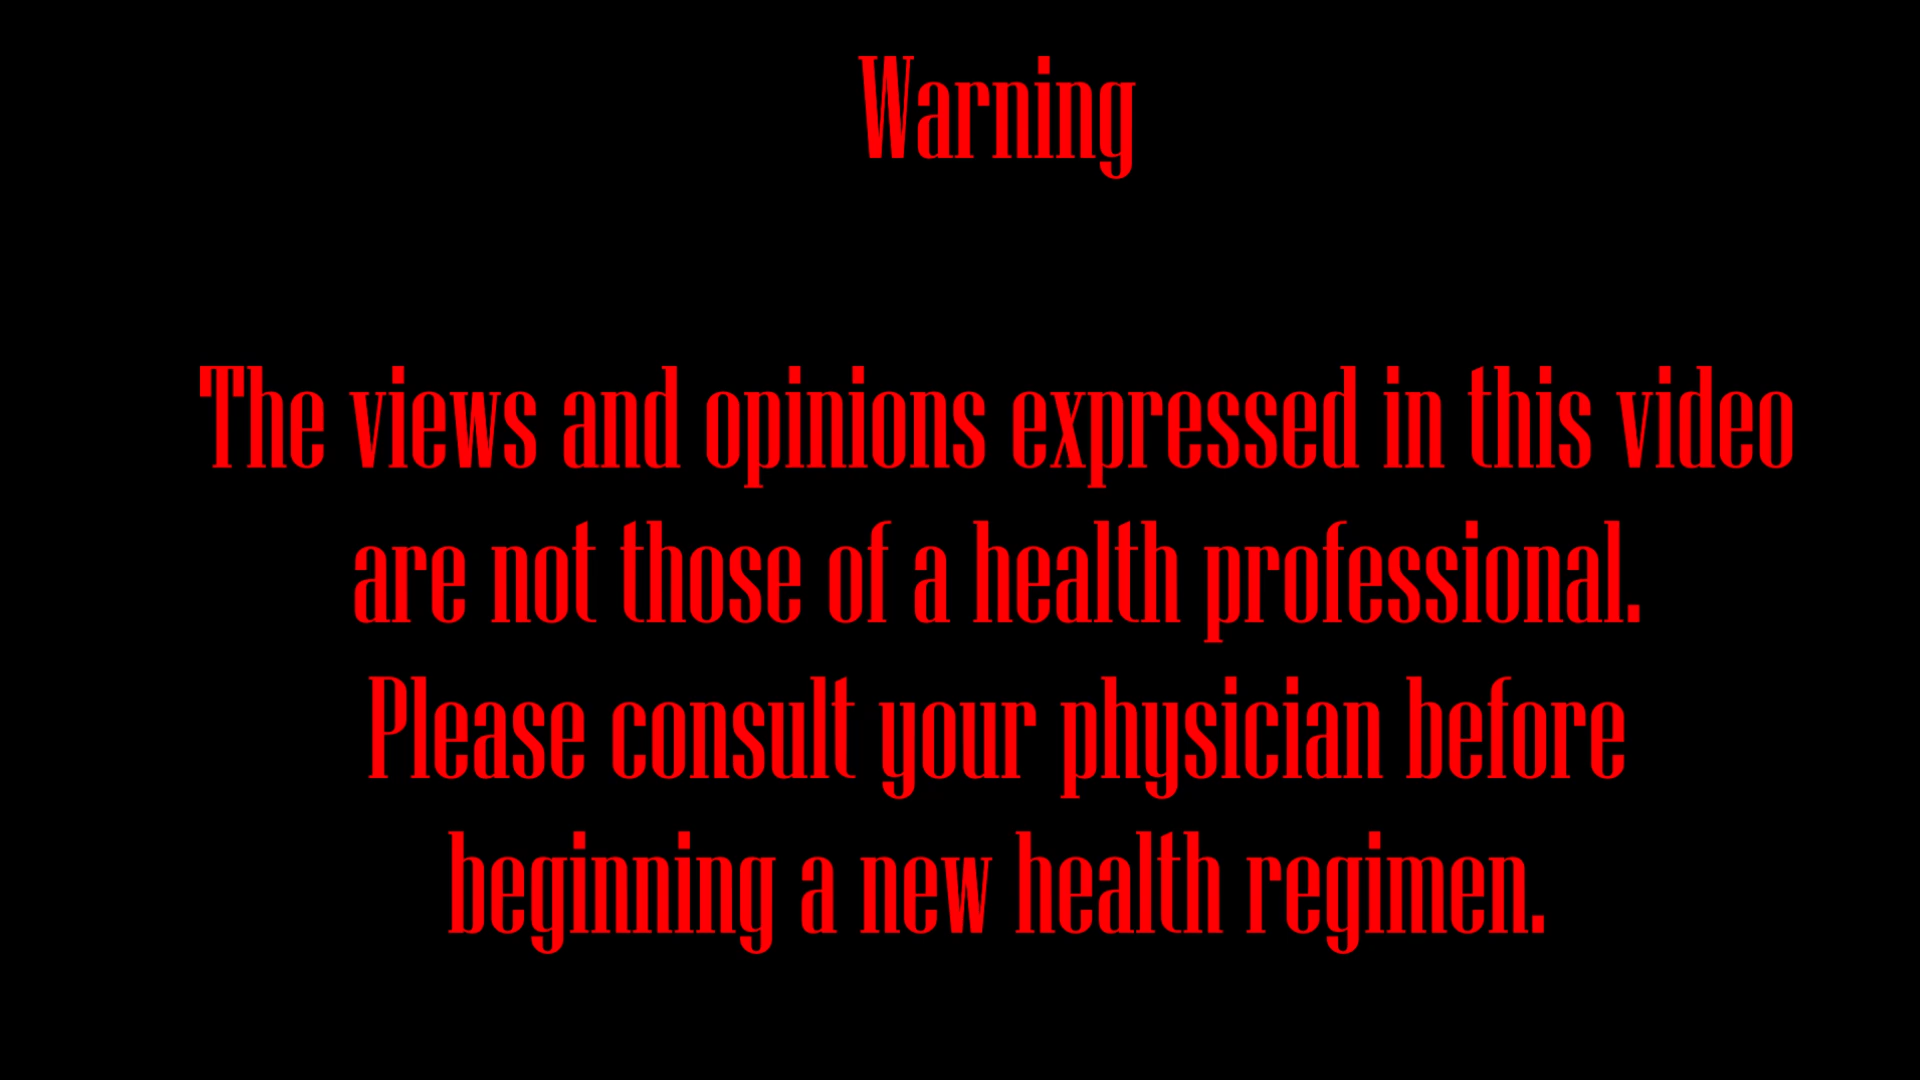 Warning
The views and opinions expressed in this video
are not those of a health professional.
Please consult your physician before
beginning a new health regimen.